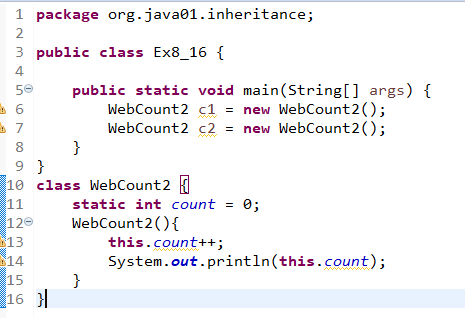 1 package org.java01.inheritance;
2
3 public class Ex8_16 {
4
5 public static void main(String[] args) {
6 WebCount2 c1 = new WebCount2();
7 WebCount2 c2 = new WebCount2();
8 }
9 }
10 class WebCount2 {
11 static int count = 0;
12 WebCount2(){
13 this.count++;
14 System.out.println(this.count);
15 }
16 }